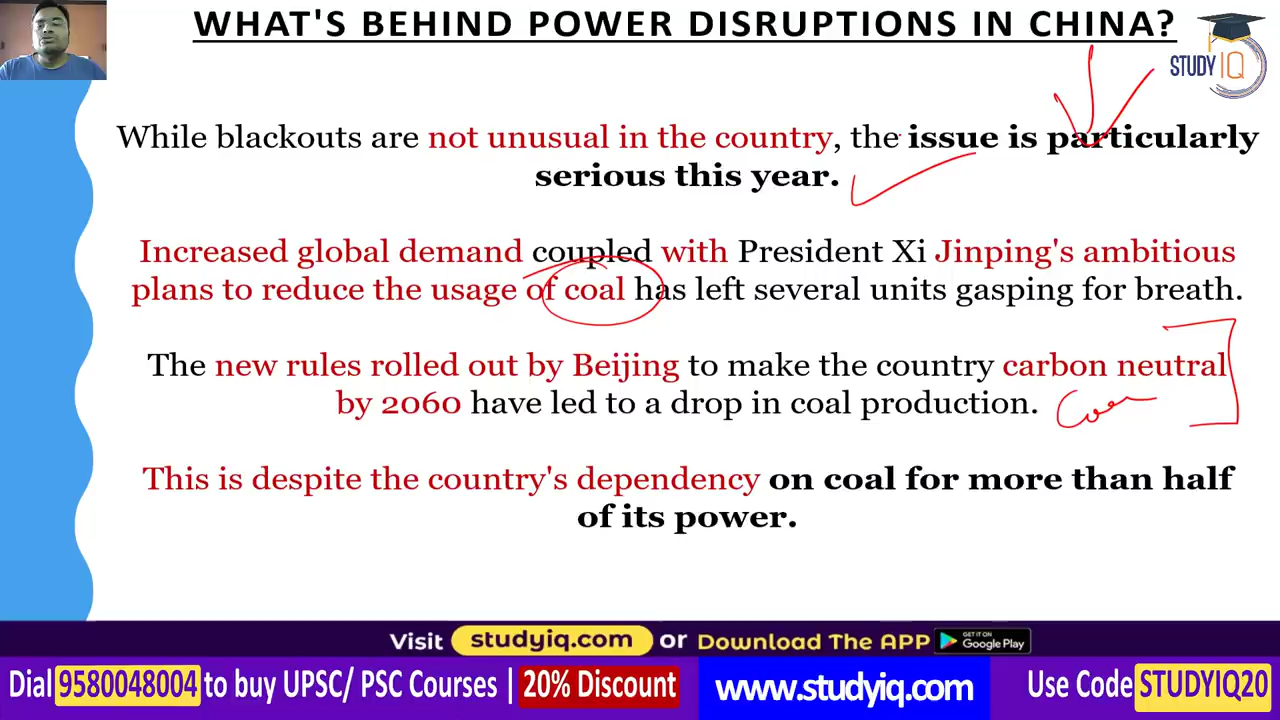 WHAT'S BEHIND POWER DISRUPTIONS IN CHINA?
STUDY IQ
While blackouts are not unusual in the country, the issue is particularly
serious this year.
Increased global demand coupled with President Xi Jinping's ambitious
plans to reduce the usage of coal has left several units gasping for breath.
The new rules rolled out by Beijing to make the country carbon neutral
by 2060 have led to a drop in coal production.
This is despite the country's dependency on coal for more than half
of its power.
Visit studyiq.com or Download The APP GET IT ON Google Play
Dial 9580048004 to buy UPSC/ PSC Courses | 20% Discount www.studyiq.com Use Code STUDYIQ20